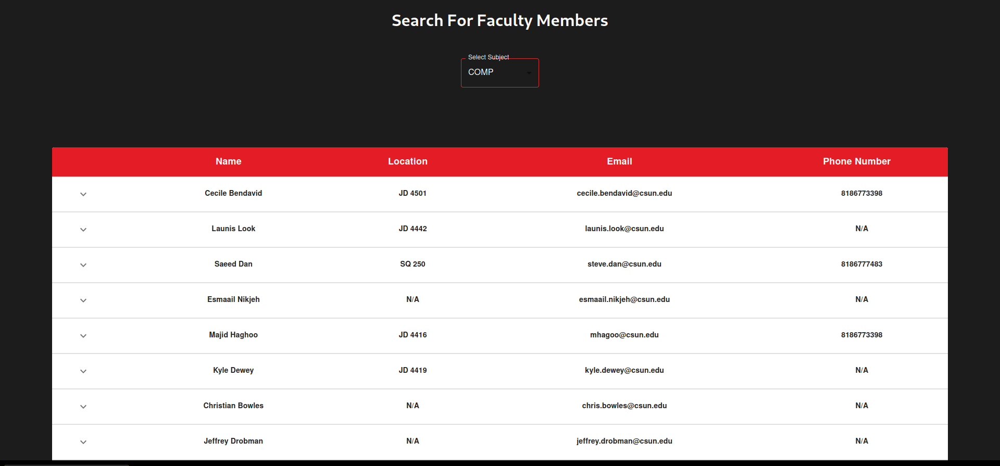 Search For Faculty Members
Select Subject
COMP
Name Location Email Phone Number
Cecile Bendavid JD 4501 cecile.bendavid@csun.edu 8186773398
Launis Look JD 4442 launis.look@csun.edu N/A
Saeed Dan SQ 250 steve.dan@csun.edu 8186777483
Esmaail Nikjeh N/A esmaail.nikjeh@csun.edu N/A
Majid Haghoo JD 4416 mhagoo@csun.edu 8186773398
Kyle Dewey JD 4419 kyle.dewey@csun.edu N/A
Christian Bowles N/A chris.bowles@csun.edu N/A
Jeffrey Drobman N/A jeffrey.drobman@csun.edu N/A